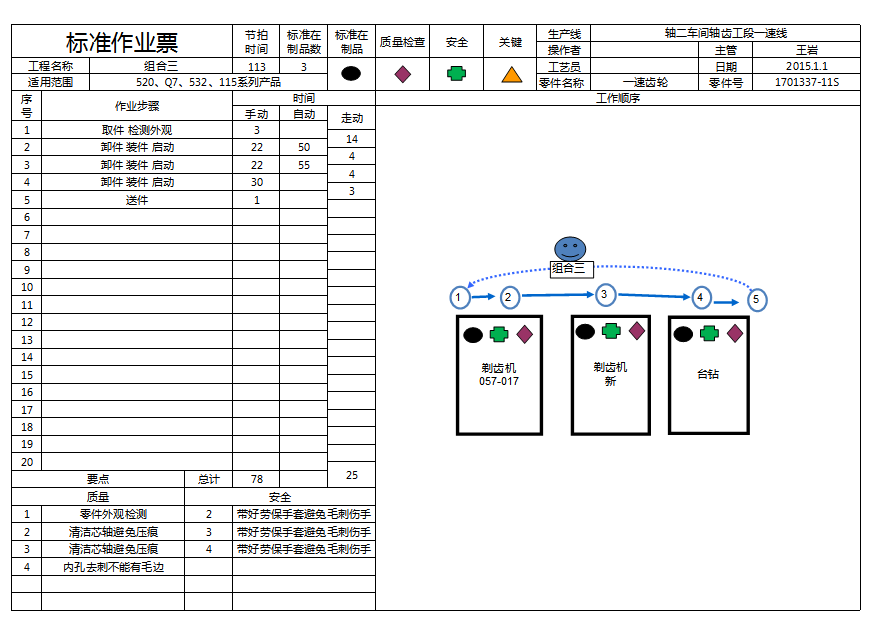 标准作业票 节拍时间 标准在制品数 标准在制品 质量检查 安全 关键 生产线 轴二车间轴齿工段一速线
操作者 主管 王岩
工程名称 组合三 113 3 工艺员 日期 2015.1.1
适用范围 520、Q7、532、115系列产品 零件名称 一速齿轮 零件号 1701337-11S
序号 作业步骤 时间 工作顺序
手动 自动 走动
1 取件 检测外观 3
14
2 卸件 装件 启动 22 50
4
3 卸件 装件 启动 22 55
4
4 卸件 装件 启动 30
3
5 送件 1
6
7
8
9
10
11
12
13
14
15
16
17
18
19
20
组合三
1 2 3 4 5
剃齿机
057-017
剃齿机
新
台钻
要点 总计 78 25
质量 安全
1 零件外观检测 2 带好劳保手套避免毛刺伤手
2 清洁芯轴避免压痕 3 带好劳保手套避免毛刺伤手
3 清洁芯轴避免压痕 4 带好劳保手套避免毛刺伤手
4 内孔去刺不能有毛边